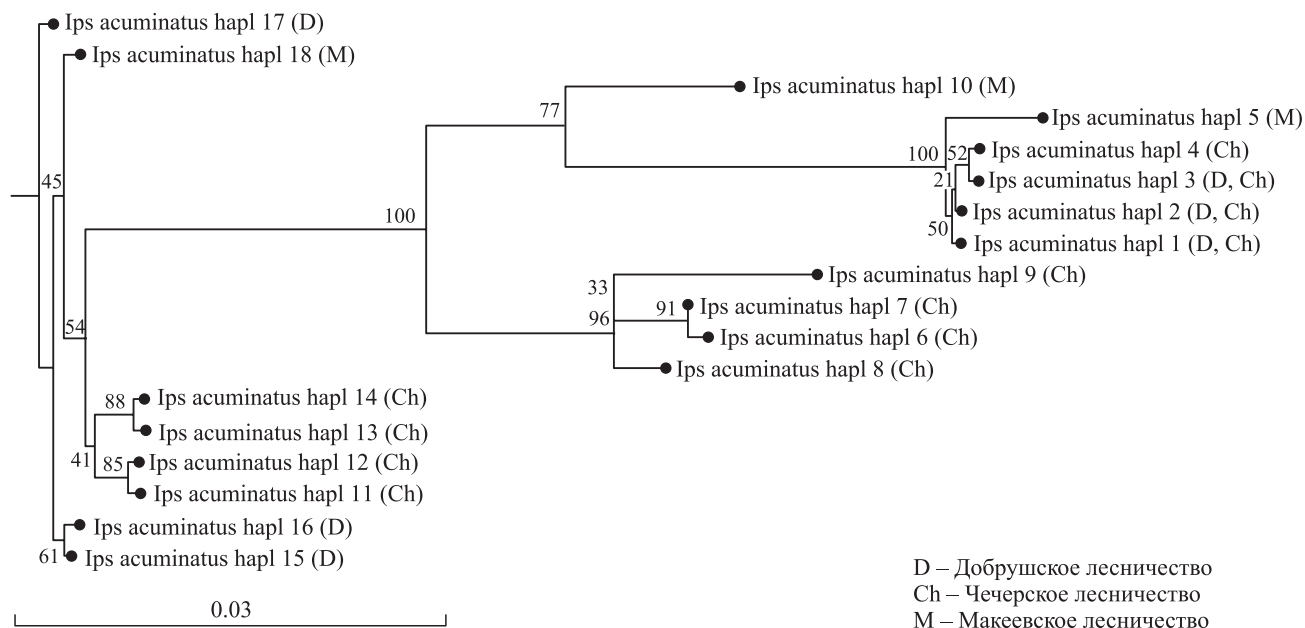 Ips acuminatus hapl 17 (D)
Ips acuminatus hapl 18 (M)
Ips acuminatus hapl 10 (M)
77
Ips acuminatus hapl 5 (M)
100
52
Ips acuminatus hapl 4 (Ch)
45
21
Ips acuminatus hapl 3 (D, Ch)
100
Ips acuminatus hapl 2 (D, Ch)
50
Ips acuminatus hapl 1 (D, Ch)
Ips acuminatus hapl 9 (Ch)
33
91
Ips acuminatus hapl 7 (Ch)
96
54
Ips acuminatus hapl 6 (Ch)
Ips acuminatus hapl 8 (Ch)
88
Ips acuminatus hapl 14 (Ch)
Ips acuminatus hapl 13 (Ch)
41
85
Ips acuminatus hapl 12 (Ch)
Ips acuminatus hapl 11 (Ch)
Ips acuminatus hapl 16 (D)
61
Ips acuminatus hapl 15 (D)
0.03
D – Добрушское лесничество
Ch – Чечерское лесничество
M – Макеевское лесничество